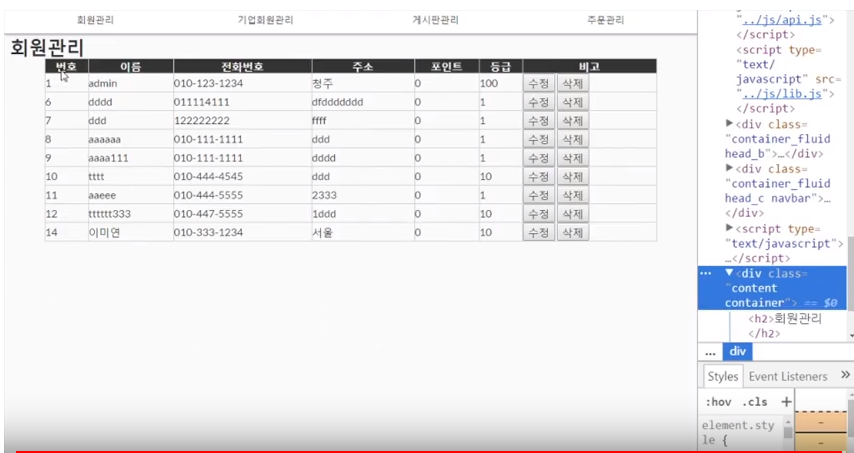 회원관리 기업회원관리 게시판관리 주문관리
회원관리
번호 이름 전화번호 주소 포인트 등급 비고
1 admin 010-123-1234 청주 0 100 수정 삭제
6 dddd 011114111 dfddddddd 0 1 수정 삭제
7 ddd 122222222 ffff 0 1 수정 삭제
8 aaaaaa 010-111-1111 ddd 0 1 수정 삭제
9 aaaa111 010-111-1111 dddd 0 1 수정 삭제
10 tttt 010-444-4545 ddd 0 10 수정 삭제
11 aaeee 010-444-5555 2333 0 1 수정 삭제
12 tttttt333 010-447-5555 1ddd 0 10 수정 삭제
14 이미연 010-333-1234 서울 0 10 수정 삭제
"../js/api.js">
</script>
<script type=
"text/
javascript" src=
"../js/lib.js">
</script>
▶<div class=
"container_fluid
head_b">…</div>
▶<div class=
"container_fluid
head_c navbar">…
</div>
▶<script type=
"text/javascript">
…</script>
… ▼<div class=
"content
container"> == $0
<h2>회원관리
</h2>
... div
Styles Event Listeners »
:hov .cls +
element.sty
le {